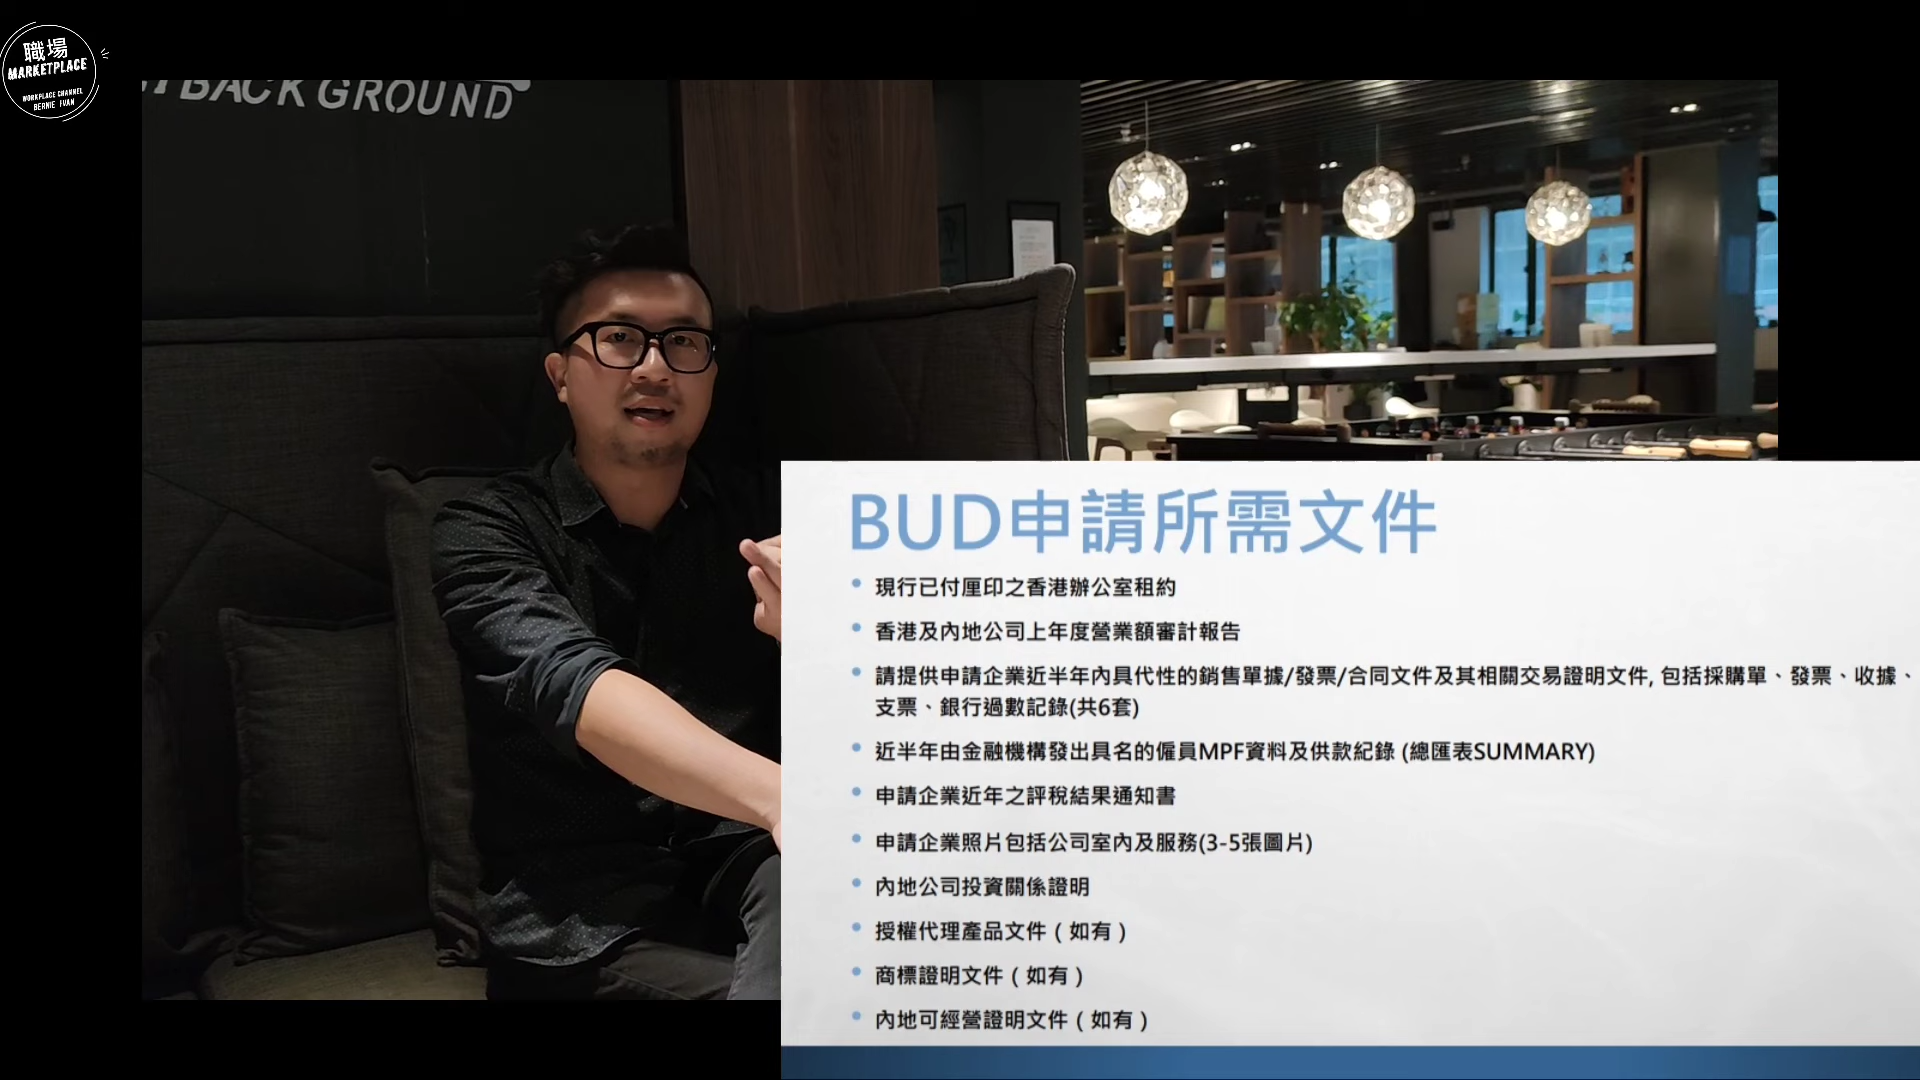 職場
MARKETPLACE
WORKPLACE CHANNEL
BERNIE IVAN
BACK GROUND
BUD申請所需文件
• 現行已付厘印之香港辦公室租約
• 香港及內地公司上年度營業額審計報告
• 請提供申請企業近半年內具代性的銷售單據/發票/合同文件及其相關交易證明文件, 包括採購單、發票、收據、
支票、銀行過數記錄(共6套)
• 近半年由金融機構發出具名的僱員MPF資料及供款紀錄 (總匯表SUMMARY)
• 申請企業近年之評稅結果通知書
• 申請企業照片包括公司室內及服務(3-5張圖片)
• 內地公司投資關係證明
• 授權代理產品文件 ( 如有 )
• 商標證明文件 ( 如有 )
• 內地可經營證明文件 ( 如有 )